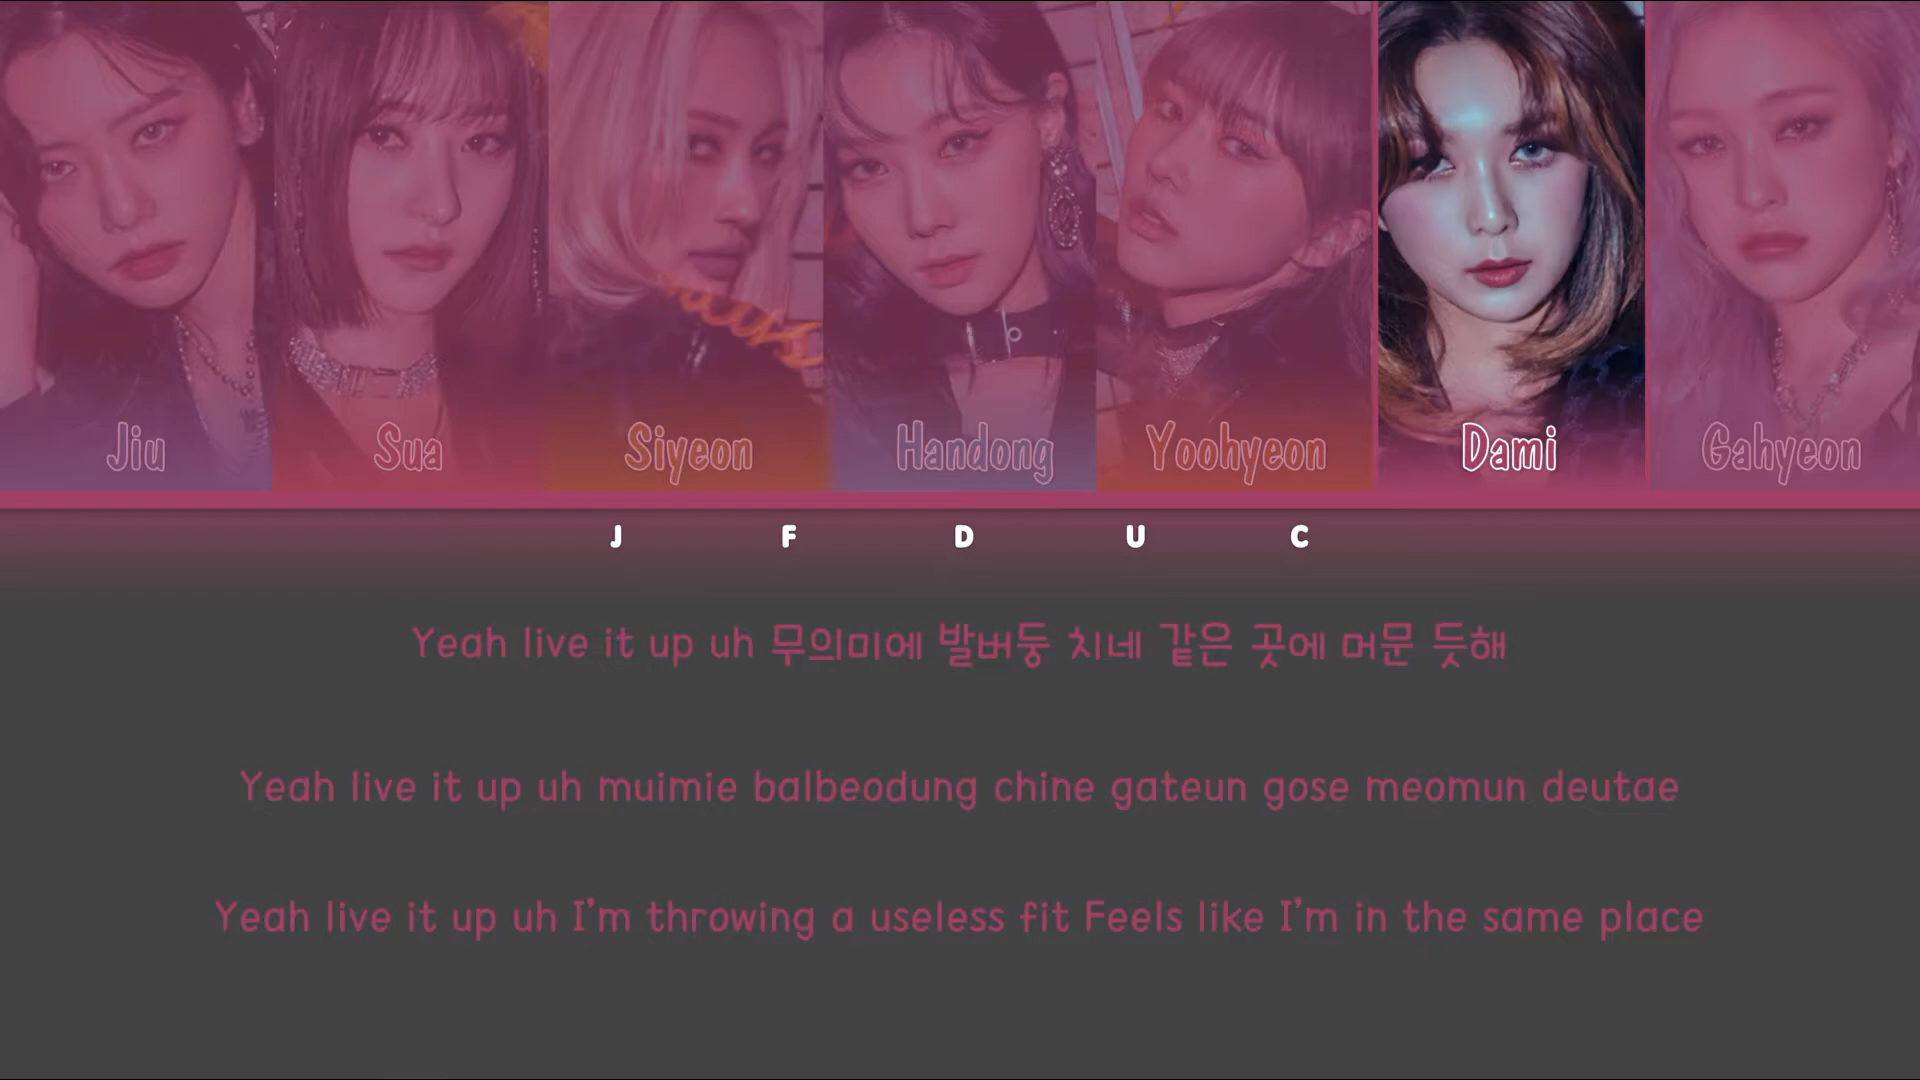 Jiu Sua Siyeon Handong Yoohyeon Dami Gahyeon
J F D U C
Yeah live it up uh 무의미에 발버둥 치네 같은 곳에 머문 듯해
Yeah live it up uh muimie balbeodung chine gateun gose meomun deutae
Yeah live it up uh I'm throwing a useless fit Feels like I'm in the same place